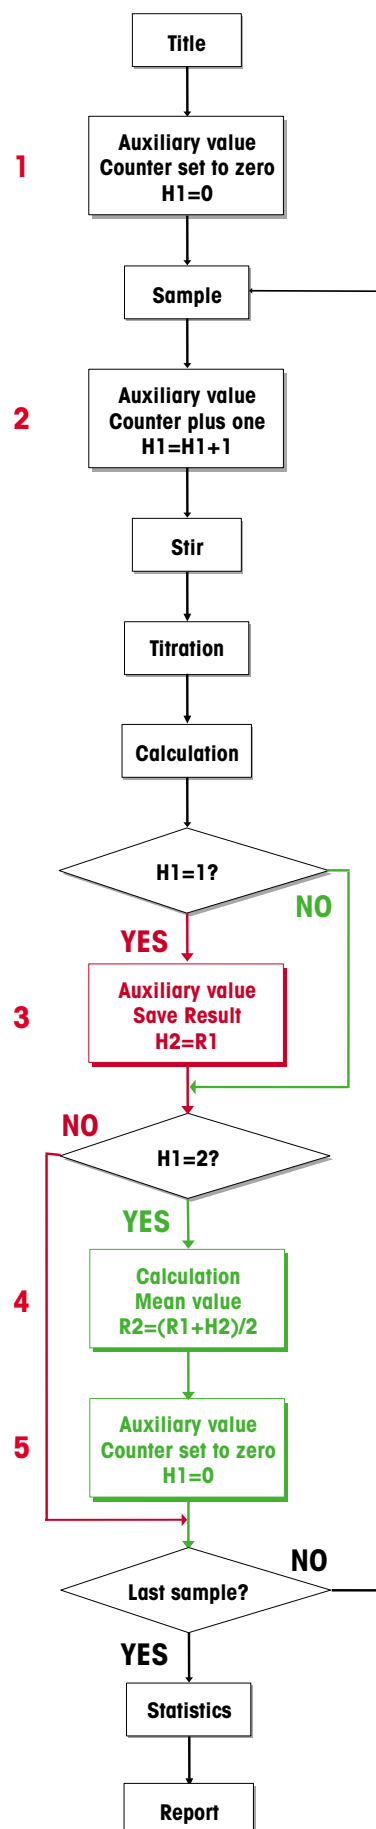 Title
1
Auxiliary value
Counter set to zero
H1=0
Sample
2
Auxiliary value
Counter plus one
H1=H1+1
Stir
Titration
Calculation
H1=1?
NO
YES
3
Auxiliary value
Save Result
H2=R1
NO
H1=2?
YES
4
Calculation
Mean value
R2=(R1+H2)/2
5
Auxiliary value
Counter set to zero
H1=0
NO
Last sample?
YES
Statistics
Report